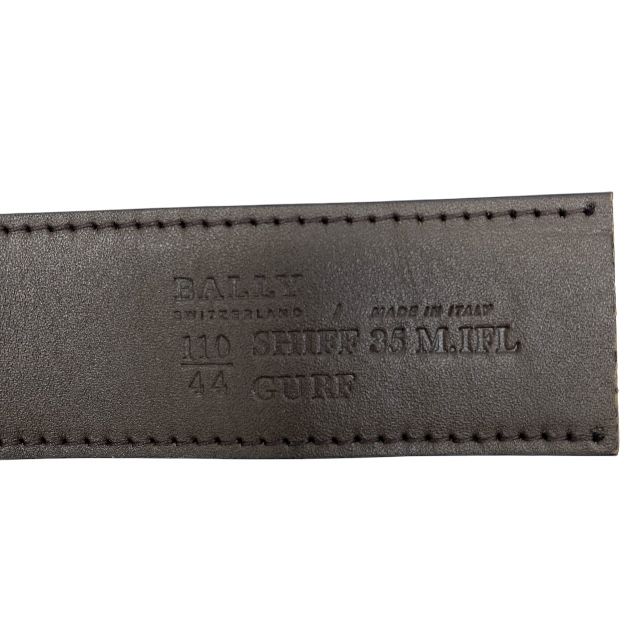 BALLY
SWITZERLAND / MADE IN ITALY
110 SHIFF 35 M.IFL
44 GURF